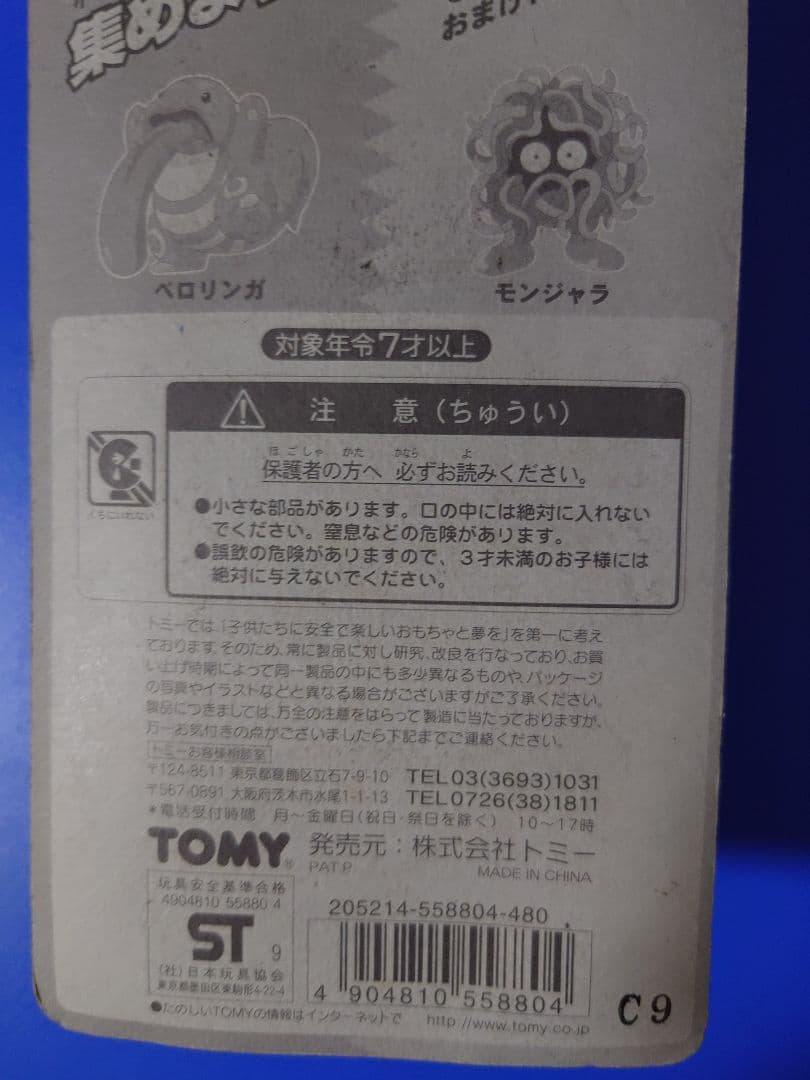 集めま
おまけ
ベロリンガ
モンジャラ
対象年令7才以上
注　意(ちゅうい)
ほごしゃ かた かなら よ
保護者の方へ 必ずお読みください。
くちにいれない
●小さな部品があります。口の中には絶対に入れない
でください。窒息などの危険があります。
●誤飲の危険がありますので、3才未満のお子様には
絶対に与えないでください。
トミーでは「子供たちに安全で楽しいおもちゃと夢を」を第一に考え
ております。そのため、常に製品に対し研究、改良を行なっており、お買
い上げ時期によって同一製品の中にも多少異なるものや、パッケージ
の写真やイラストなどと異なる場合がございますがご了承ください。
製品につきましては、万全の注意をはらって製造に当たっておりますが、
万一お気付きの点がございましたら下記までご連絡ください。
トミーお客様相談室
〒124-8511 東京都葛飾区立石7-9-10 TEL03(3693)1031
〒567-0891 大阪府茨木市水尾1-1-13 TEL0726(38)1811
*電話受付時間 月〜金曜日(祝日・祭日を除く) 10〜17時
TOMY® 発売元:株式会社トミー
PAT.P MADE IN CHINA
玩具安全基準合格
4904810 55880 4
ST 9
(社)日本玩具協会
東京都墨田区東駒形4-22-4
205214-558804-480
4 904810 558804
C9
●たのしいTOMYの情報はインターネットで http://www.tomy.co.jp